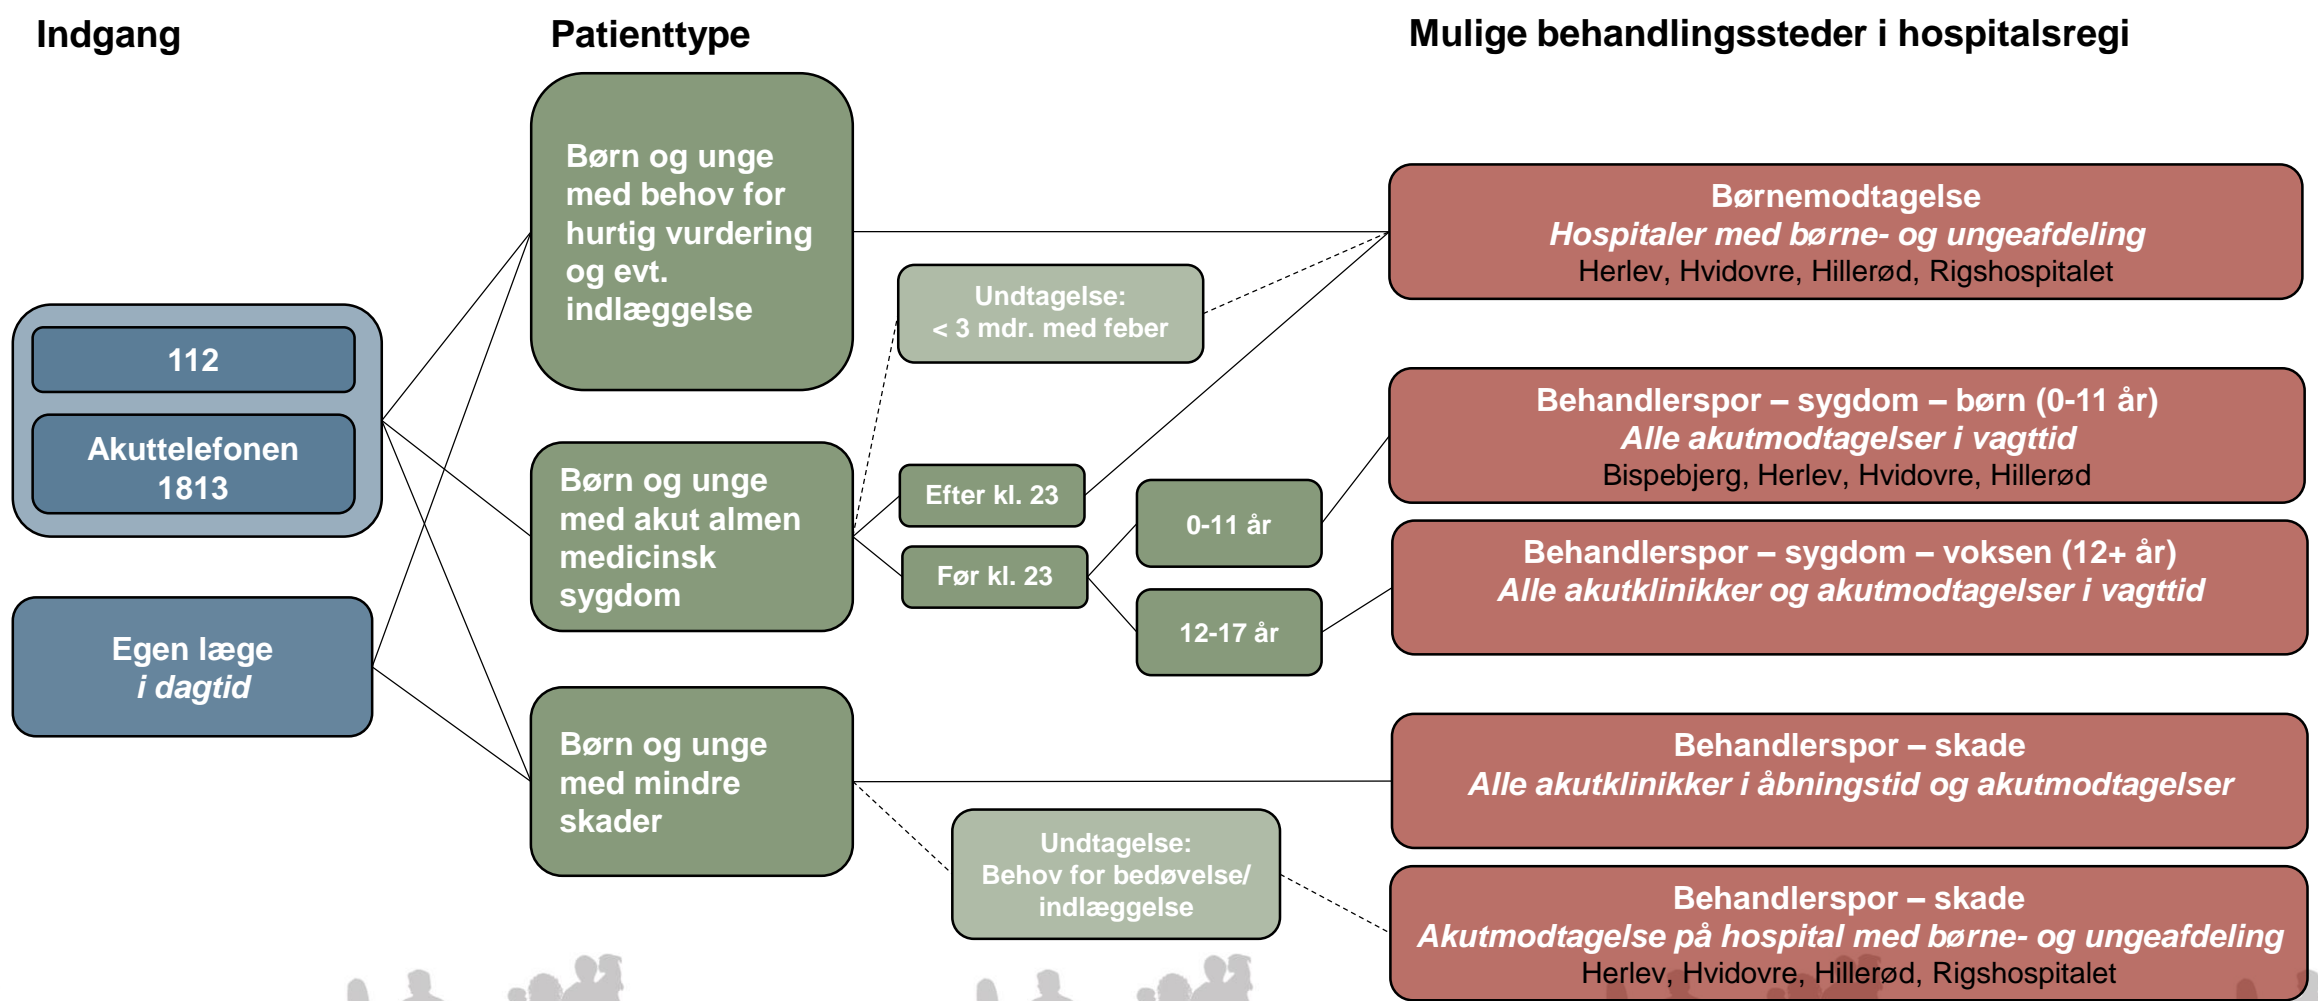 Indgang
Patienttype
Mulige behandlingssteder i hospitalsregi
112
Akuttelefonen
1813
Egen læge
i dagtid
Børn og unge
med behov for
hurtig vurdering
og evt.
indlæggelse
Børn og unge
med akut almen
medicinsk
sygdom
Børn og unge
med mindre
skader
Undtagelse:
< 3 mdr. med feber
Efter kl. 23
Før kl. 23
0-11 år
12-17 år
Undtagelse:
Behov for bedøvelse/
indlæggelse
Børnemodtagelse
Hospitaler med børne- og ungeafdeling
Herlev, Hvidovre, Hillerød, Rigshospitalet
Behandlerspor – sygdom – børn (0-11 år)
Alle akutmodtagelser i vagttid
Bispebjerg, Herlev, Hvidovre, Hillerød
Behandlerspor – sygdom – voksen (12+ år)
Alle akutklinikker og akutmodtagelser i vagttid
Behandlerspor – skade
Alle akutklinikker i åbningstid og akutmodtagelser
Behandlerspor – skade
Akutmodtagelse på hospital med børne- og ungeafdeling
Herlev, Hvidovre, Hillerød, Rigshospitalet